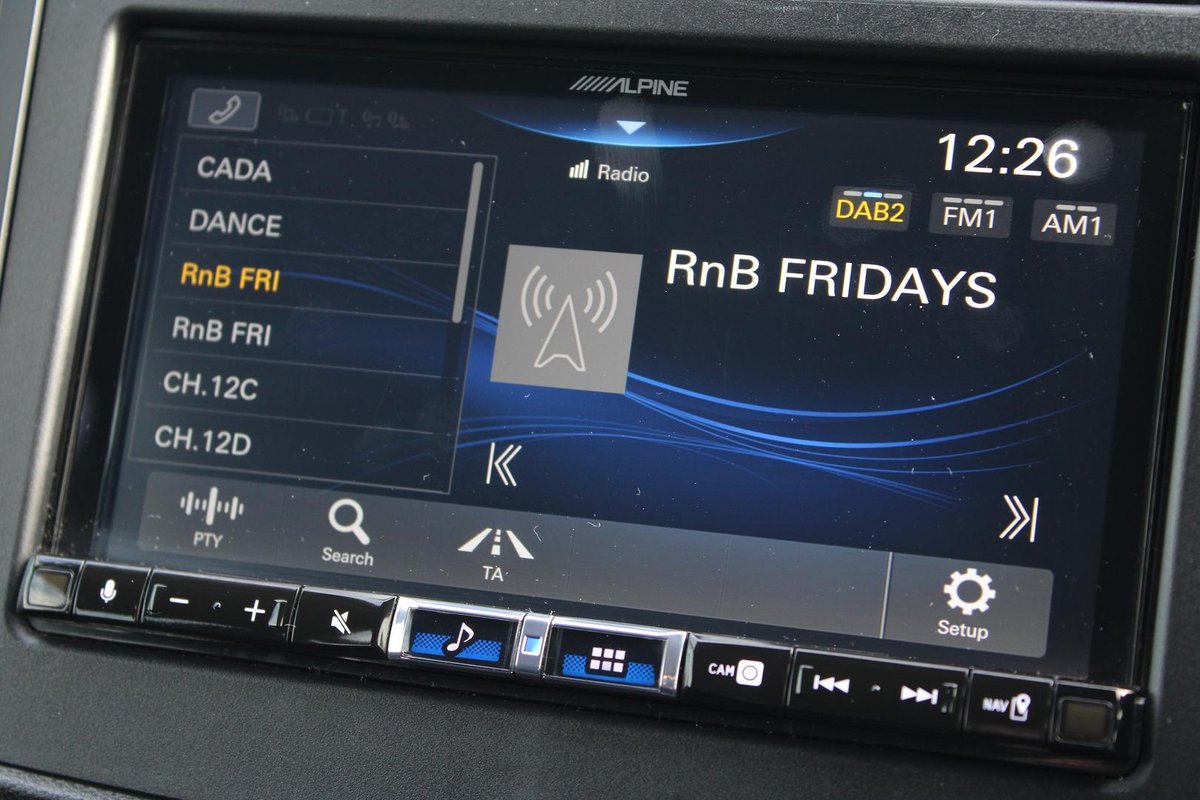 ALPINE
12:26
Radio
DAB2 FM1 AM1
RnB FRIDAYS
CADA
DANCE
RnB FRI
RnB FRI
CH.12C
CH.12D
PTY
Search
TA
Setup
CAM
NAV